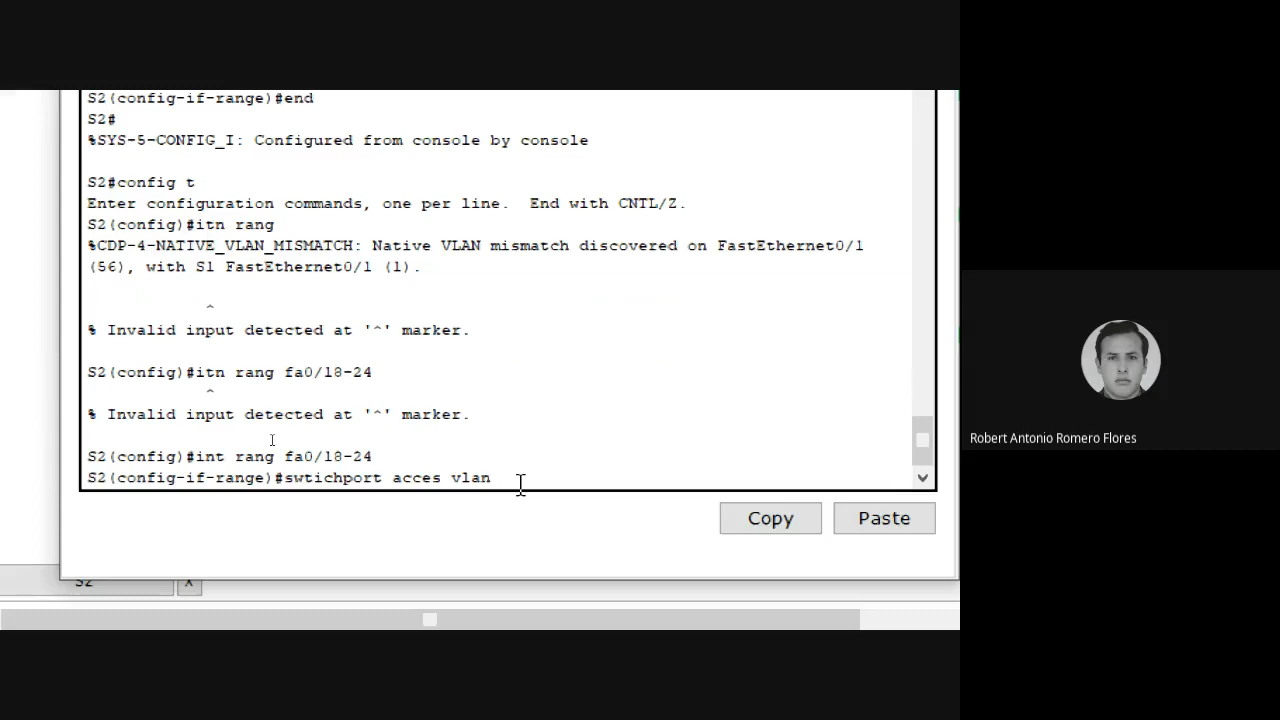 S2(config-if-range)#end
S2#
%SYS-5-CONFIG_I: Configured from console by console
S2#config t
Enter configuration commands, one per line.  End with CNTL/Z.
S2(config)#itn rang
%CDP-4-NATIVE_VLAN_MISMATCH: Native VLAN mismatch discovered on FastEthernet0/1
(56), with S1 FastEthernet0/1 (1).
^
% Invalid input detected at '^' marker.
S2(config)#itn rang fa0/18-24
^
% Invalid input detected at '^' marker.
S2(config)#int rang fa0/18-24
S2(config-if-range)#swtichport acces vlan
Copy
Paste
S2
X
Robert Antonio Romero Flores